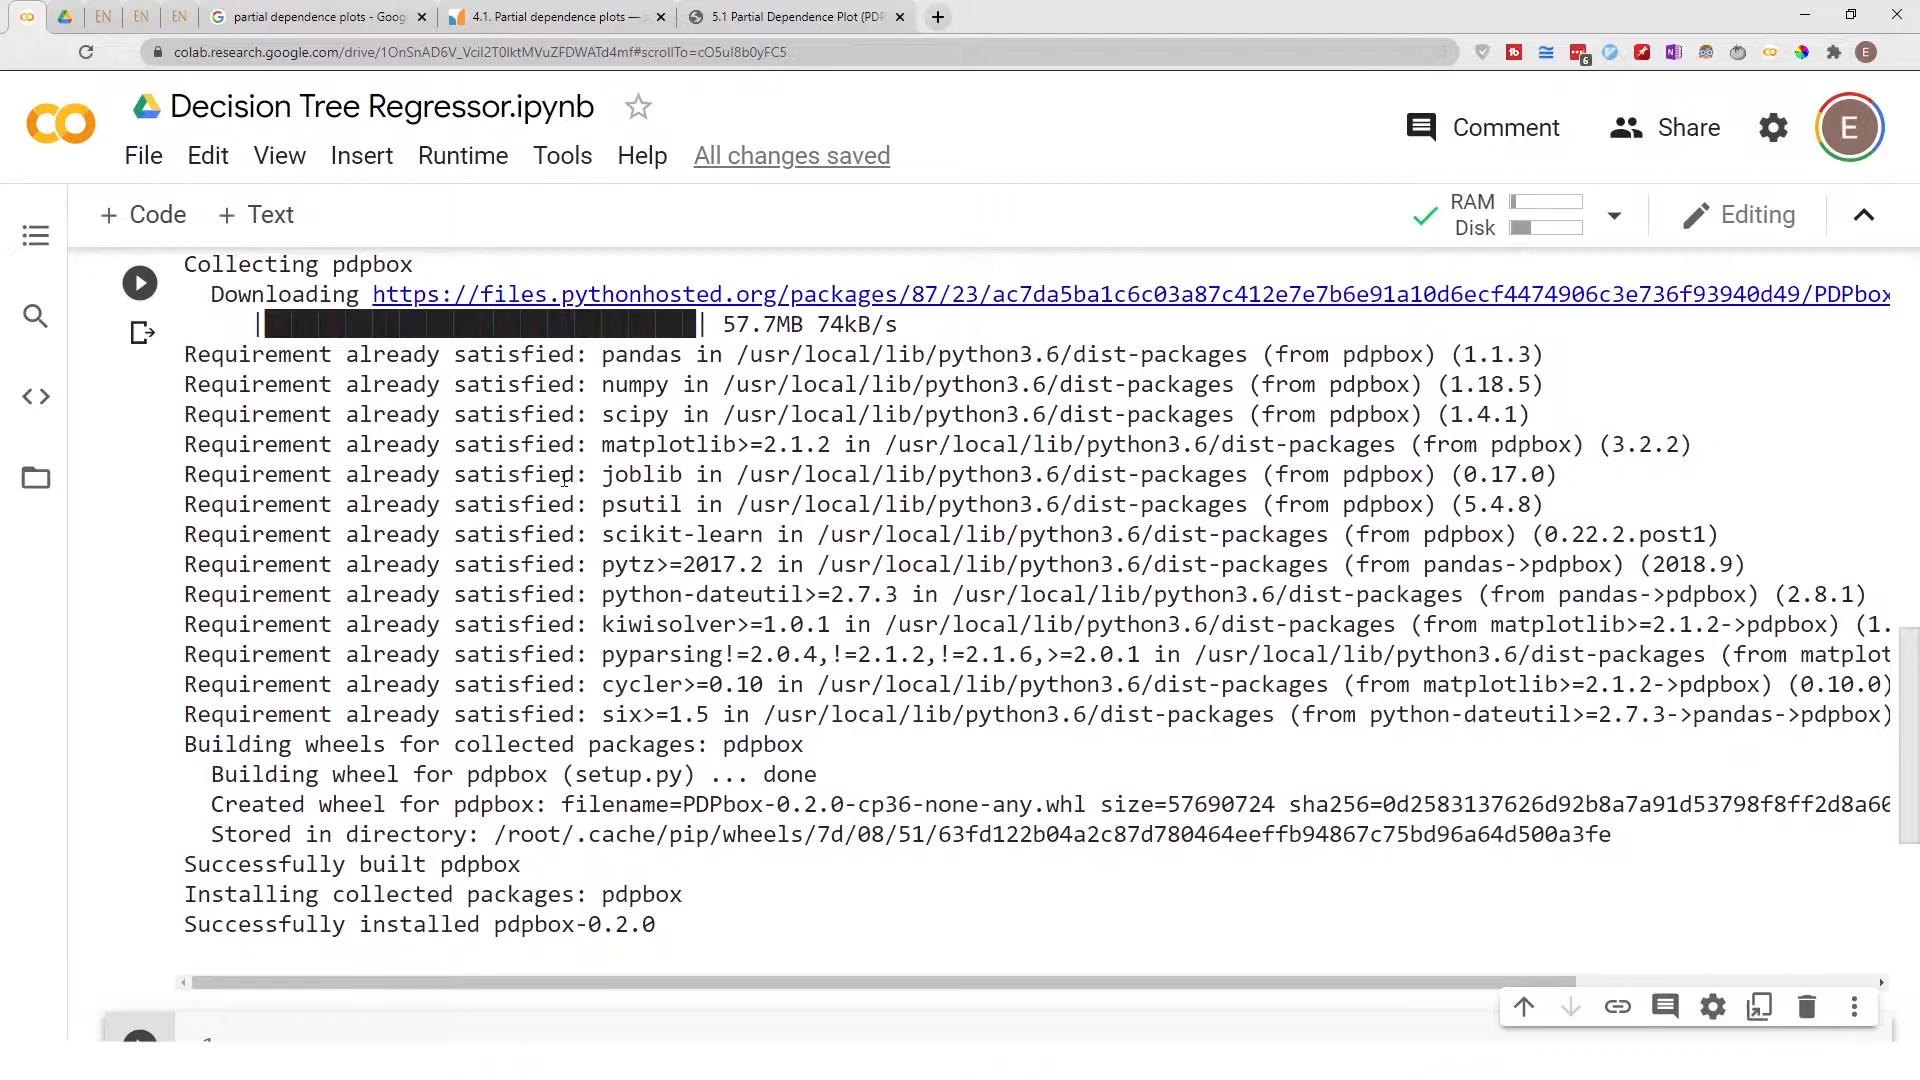 EN
EN
EN
partial dependence plots - Goog
4.1. Partial dependence plots —
5.1 Partial Dependence Plot (PDP
colab.research.google.com/drive/1OnSnAD6V_Vcil2T0lktMVuZFDWATd4mf#scrollTo=cO5uI8b0yFC5
6
E
Decision Tree Regressor.ipynb
Comment
Share
E
File Edit View Insert Runtime Tools Help All changes saved
+ Code + Text
RAM
Disk
Editing
Collecting pdpbox
Downloading https://files.pythonhosted.org/packages/87/23/ac7da5ba1c6c03a87c412e7e7b6e91a10d6ecf4474906c3e736f93940d49/PDPbox
57.7MB 74kB/s
Requirement already satisfied: pandas in /usr/local/lib/python3.6/dist-packages (from pdpbox) (1.1.3)
Requirement already satisfied: numpy in /usr/local/lib/python3.6/dist-packages (from pdpbox) (1.18.5)
Requirement already satisfied: scipy in /usr/local/lib/python3.6/dist-packages (from pdpbox) (1.4.1)
Requirement already satisfied: matplotlib>=2.1.2 in /usr/local/lib/python3.6/dist-packages (from pdpbox) (3.2.2)
Requirement already satisfied: joblib in /usr/local/lib/python3.6/dist-packages (from pdpbox) (0.17.0)
Requirement already satisfied: psutil in /usr/local/lib/python3.6/dist-packages (from pdpbox) (5.4.8)
Requirement already satisfied: scikit-learn in /usr/local/lib/python3.6/dist-packages (from pdpbox) (0.22.2.post1)
Requirement already satisfied: pytz>=2017.2 in /usr/local/lib/python3.6/dist-packages (from pandas->pdpbox) (2018.9)
Requirement already satisfied: python-dateutil>=2.7.3 in /usr/local/lib/python3.6/dist-packages (from pandas->pdpbox) (2.8.1)
Requirement already satisfied: kiwisolver>=1.0.1 in /usr/local/lib/python3.6/dist-packages (from matplotlib>=2.1.2->pdpbox) (1.
Requirement already satisfied: pyparsing!=2.0.4,!=2.1.2,!=2.1.6,>=2.0.1 in /usr/local/lib/python3.6/dist-packages (from matplot
Requirement already satisfied: cycler>=0.10 in /usr/local/lib/python3.6/dist-packages (from matplotlib>=2.1.2->pdpbox) (0.10.0)
Requirement already satisfied: six>=1.5 in /usr/local/lib/python3.6/dist-packages (from python-dateutil>=2.7.3->pandas->pdpbox)
Building wheels for collected packages: pdpbox
Building wheel for pdpbox (setup.py) ... done
Created wheel for pdpbox: filename=PDPbox-0.2.0-cp36-none-any.whl size=57690724 sha256=0d2583137626d92b8a7a91d53798f8ff2d8a60
Stored in directory: /root/.cache/pip/wheels/7d/08/51/63fd122b04a2c87d780464eeffb94867c75bd96a64d500a3fe
Successfully built pdpbox
Installing collected packages: pdpbox
Successfully installed pdpbox-0.2.0